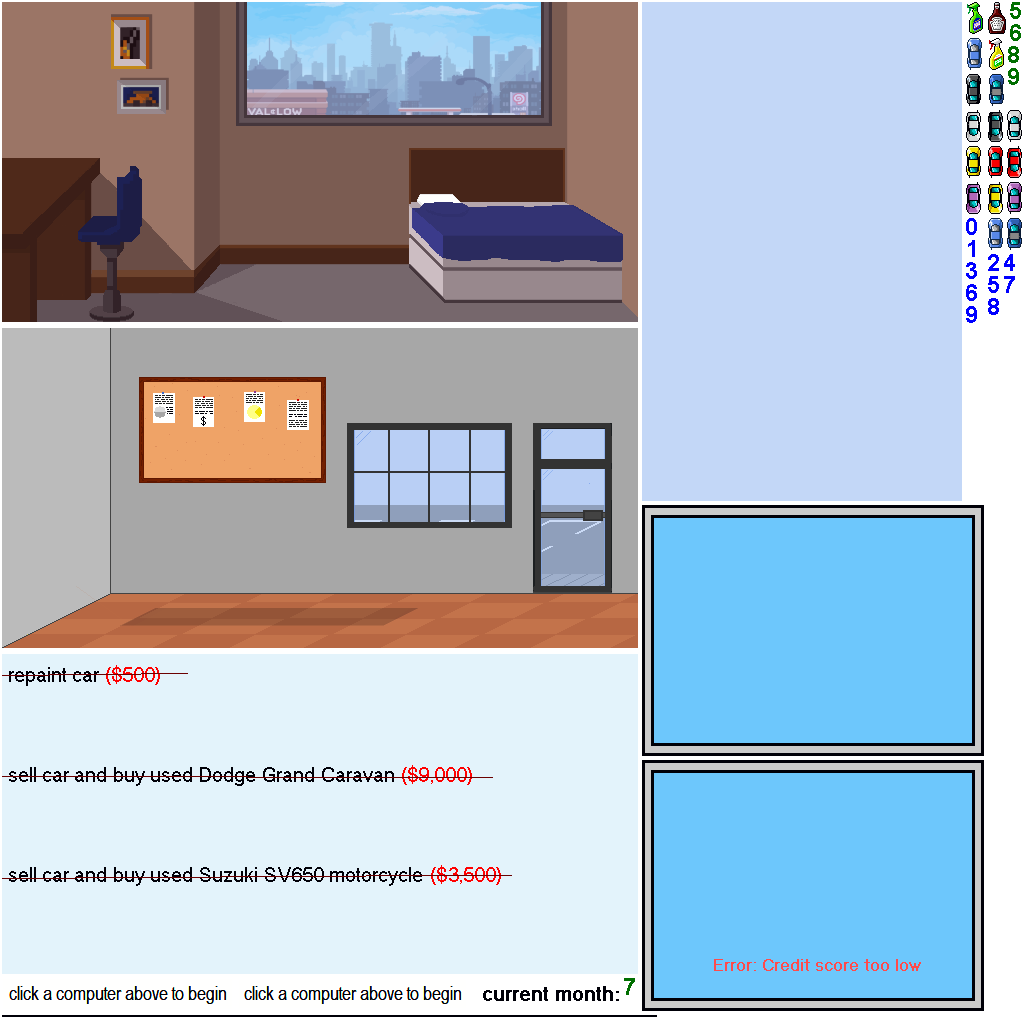 VAL☻LOW
$
repaint car ($500)
sell car and buy used Dodge Grand Caravan ($9,000)
sell car and buy used Suzuki SV650 motorcycle ($3,500)
click a computer above to begin
click a computer above to begin
current month: 7
5
6
8
9
0
1
3
6
9
2 4
5 7
8
Error: Credit score too low